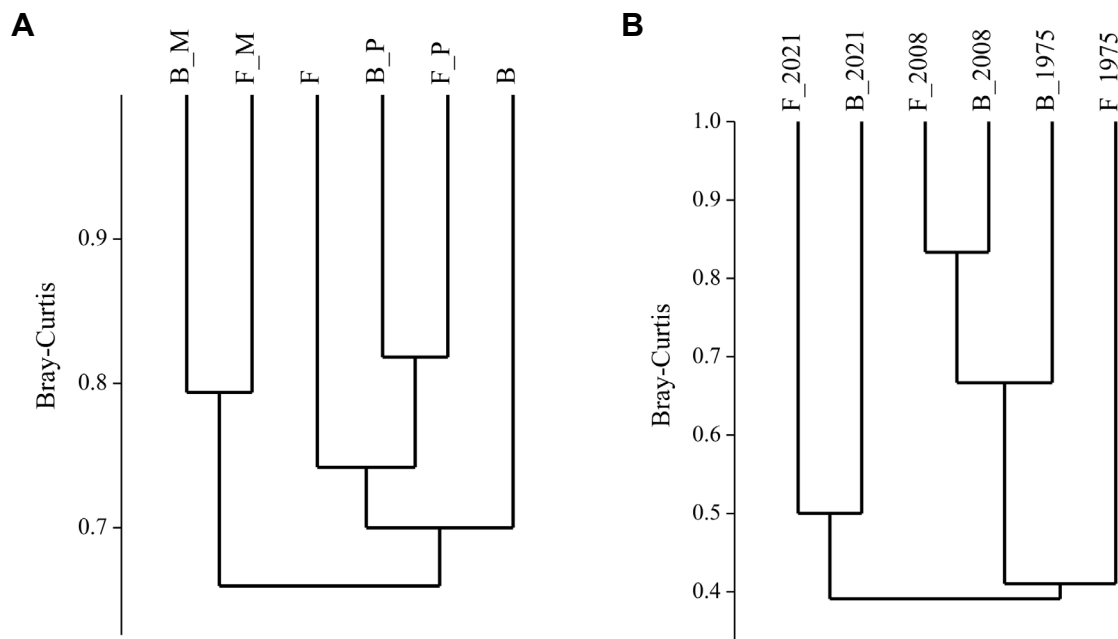 A
B_M
F_M
F
B_P
F_P
B
0.9
0.8
0.7
Bray-Curtis
B
F_2021
B_2021
F_2008
B_2008
B_1975
F_1975
1.0
0.9
0.8
0.7
0.6
0.5
0.4
Bray-Curtis